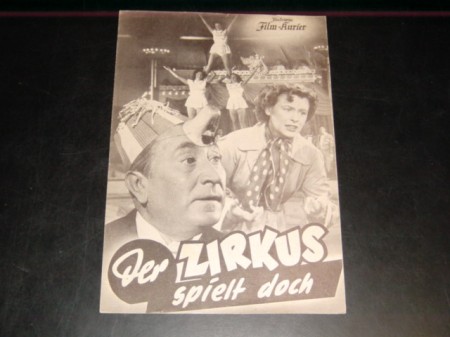 Film-Kurier
Der ZIRKUS
spielt doch